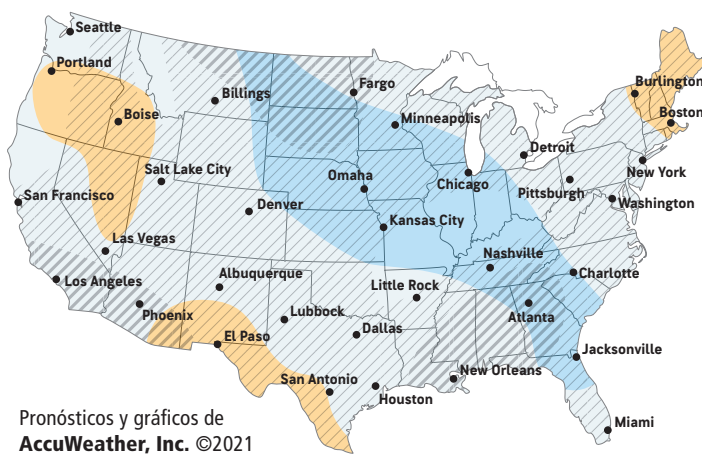 Seattle
Portland
Fargo
Burlington
Billings
Minneapolis
Boise
Boston
Detroit
Salt Lake City
Omaha
Chicago
Pittsburgh
New York
San Francisco
Denver
Washington
Kansas City
Las Vegas
Nashville
Albuquerque
Charlotte
Los Angeles
Little Rock
Phoenix
Lubbock
Atlanta
El Paso
Dallas
Jacksonville
San Antonio
New Orleans
Houston
Miami
Pronósticos y gráficos de
AccuWeather, Inc. ©2021